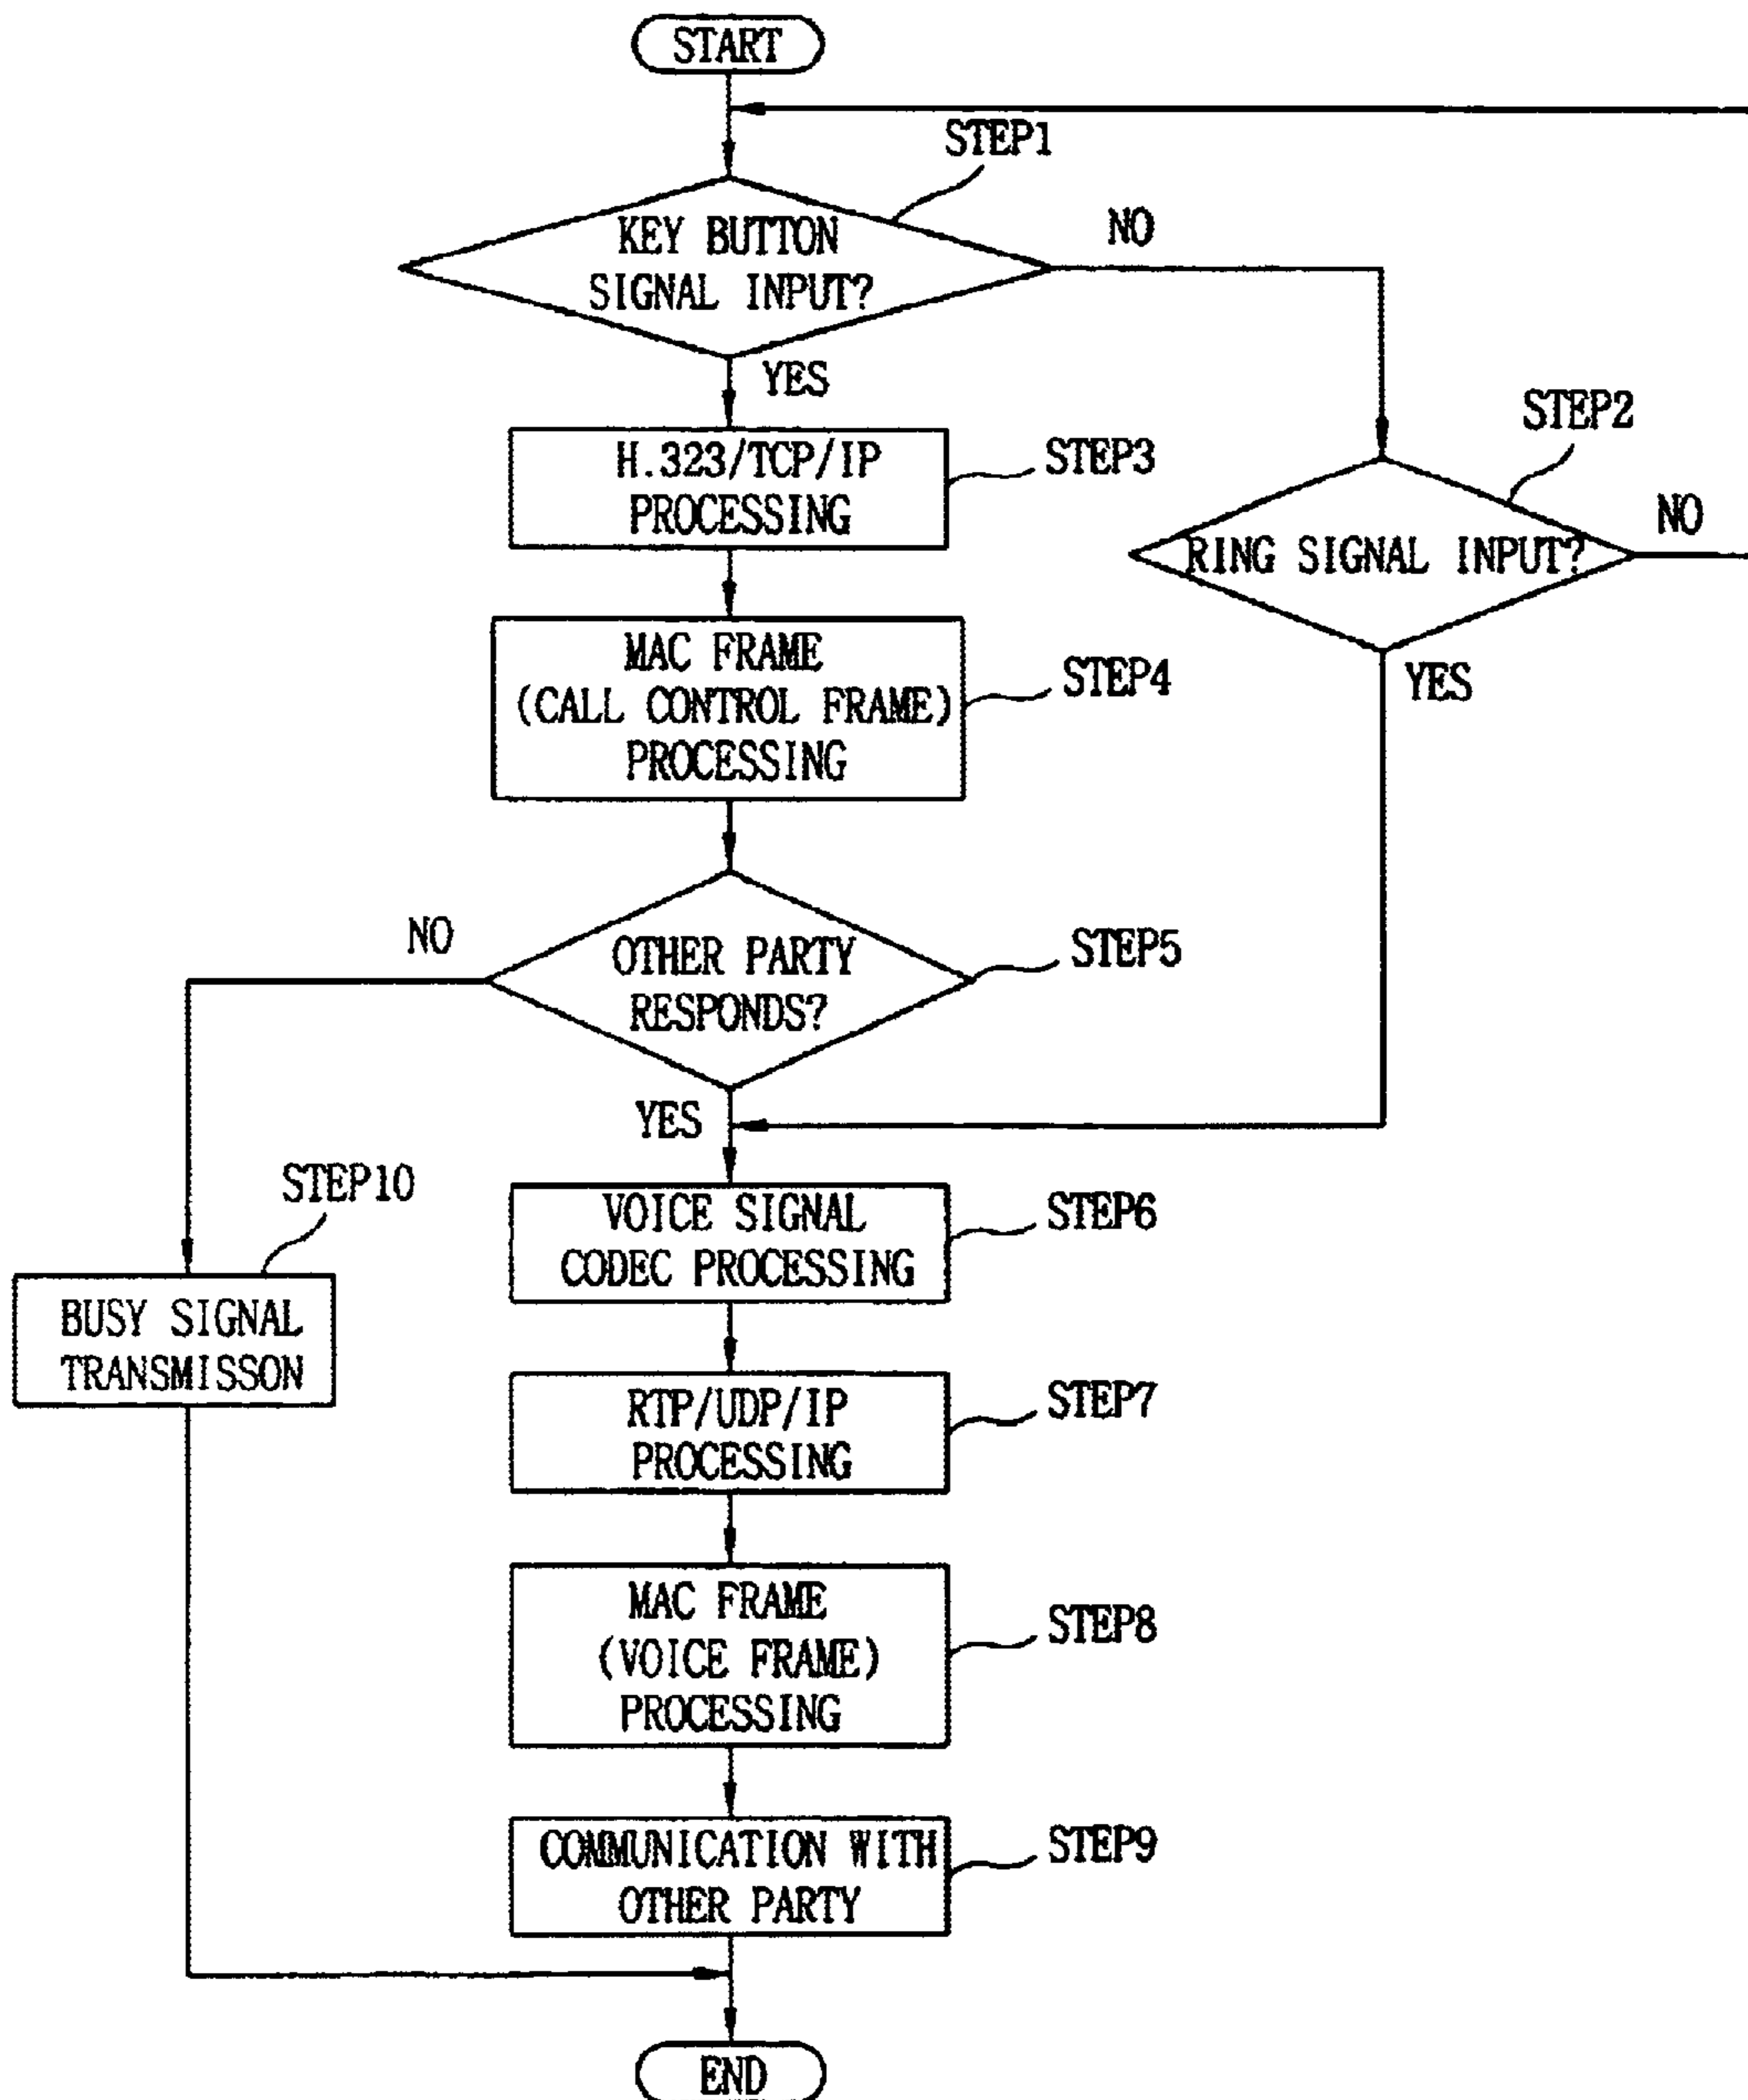 START
STEP1
KEY BUTTON
SIGNAL INPUT?
NO
YES
STEP2
RING SIGNAL INPUT?
NO
YES
H.323/TCP/IP
PROCESSING
STEP3
MAC FRAME
(CALL CONTROL FRAME)
PROCESSING
STEP4
OTHER PARTY
RESPONDS?
STEP5
NO
YES
STEP10
BUSY SIGNAL
TRANSMISSON
VOICE SIGNAL
CODEC PROCESSING
STEP6
RTP/UDP/IP
PROCESSING
STEP7
MAC FRAME
(VOICE FRAME)
PROCESSING
STEP8
COMMUNICATION WITH
OTHER PARTY
STEP9
END